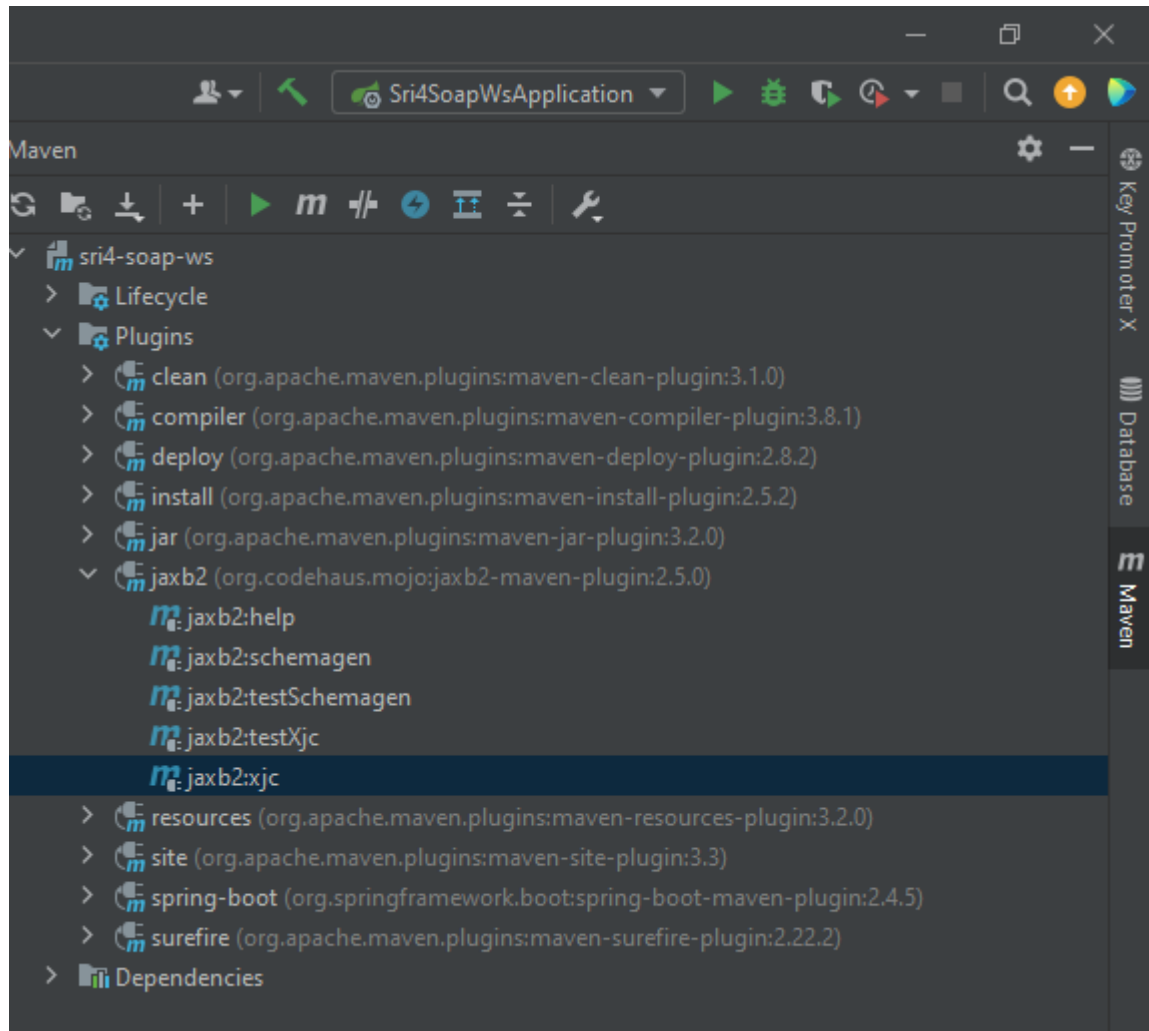 Sri4SoapWsApplication
Maven
sri4-soap-ws
Lifecycle
Plugins
clean (org.apache.maven.plugins:maven-clean-plugin:3.1.0)
compiler (org.apache.maven.plugins:maven-compiler-plugin:3.8.1)
deploy (org.apache.maven.plugins:maven-deploy-plugin:2.8.2)
install (org.apache.maven.plugins:maven-install-plugin:2.5.2)
jar (org.apache.maven.plugins:maven-jar-plugin:3.2.0)
jaxb2 (org.codehaus.mojo:jaxb2-maven-plugin:2.5.0)
jaxb2:help
jaxb2:schemagen
jaxb2:testSchemagen
jaxb2:testXjc
jaxb2:xjc
resources (org.apache.maven.plugins:maven-resources-plugin:3.2.0)
site (org.apache.maven.plugins:maven-site-plugin:3.3)
spring-boot (org.springframework.boot:spring-boot-maven-plugin:2.4.5)
surefire (org.apache.maven.plugins:maven-surefire-plugin:2.22.2)
Dependencies
Key Promoter X
Database
Maven